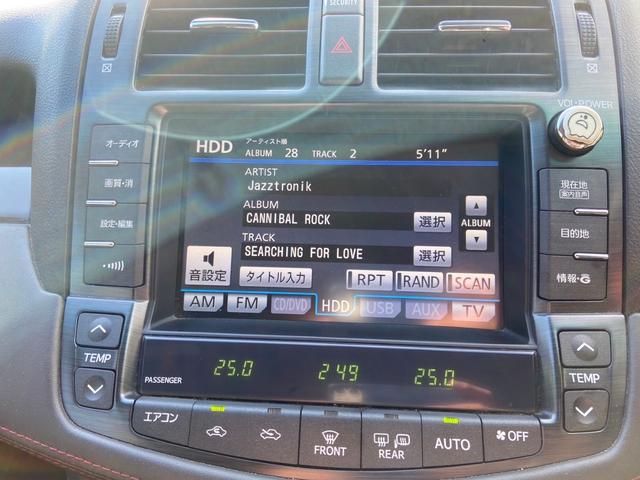 SECURITY
VOL･POWER
オーディオ
画質・消
設定・編集
HDD アーティスト順
ALBUM 28 TRACK 2 5'11"
ARTIST
Jazztronik
ALBUM
CANNIBAL ROCK 選択
ALBUM
TRACK
SEARCHING FOR LOVE 選択
音設定 タイトル入力 RPT RAND SCAN
AM FM CD/DVD HDD USB AUX TV
現在地
案内音声
目的地
情報・G
TEMP
TEMP
25.0 2 49 25.0
PASSENGER
エアコン
FRONT
REAR
AUTO
OFF